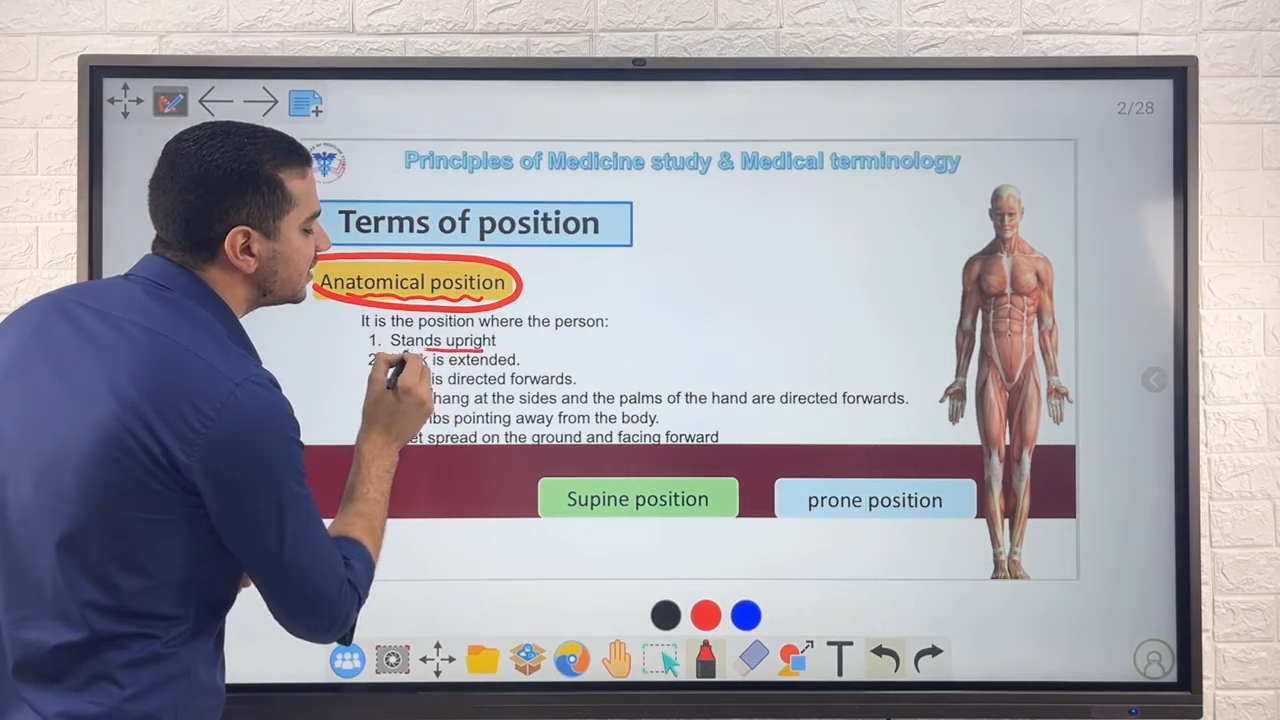 2/28
Principles of Medicine study & Medical terminology
Terms of position
Anatomical position
It is the position where the person:
1. Stands upright
2. is extended.
is directed forwards.
hang at the sides and the palms of the hand are directed forwards.
pointing away from the body.
spread on the ground and facing forward
Supine position
prone position
T